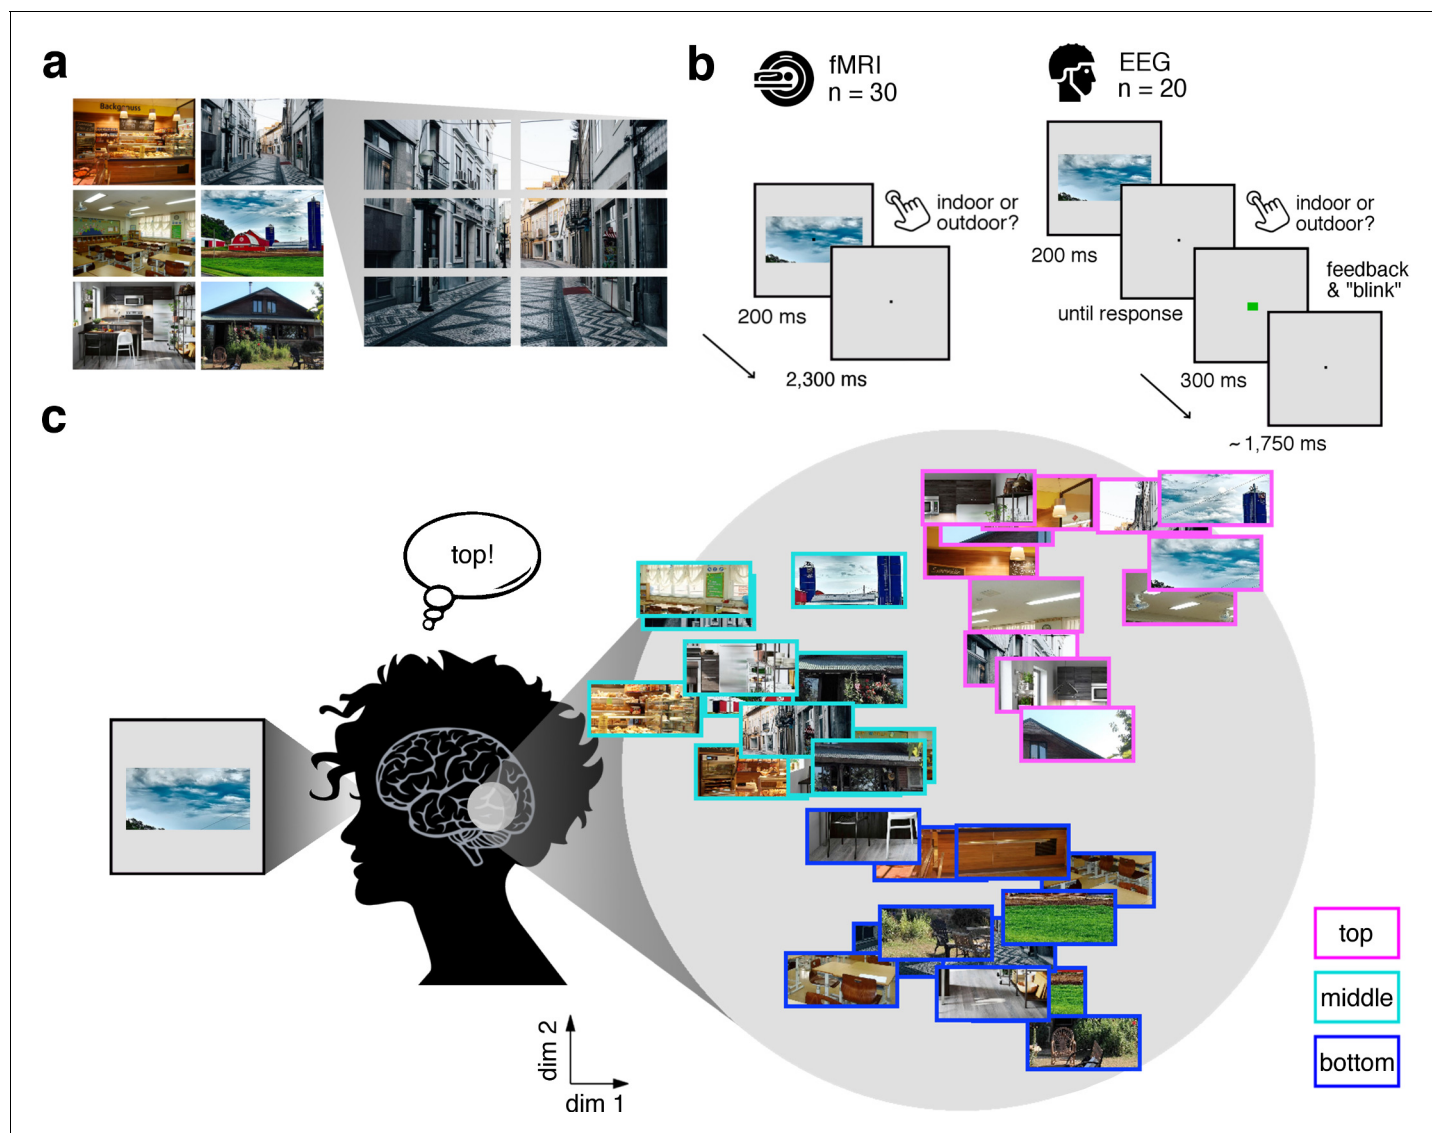 a
Backgenuss
b
fMRI
n = 30
EEG
n = 20
indoor or
outdoor?
200 ms
2,300 ms
indoor or
outdoor?
200 ms
until response
feedback
& "blink"
300 ms
~ 1,750 ms
c
top!
dim 2
dim 1
top
middle
bottom